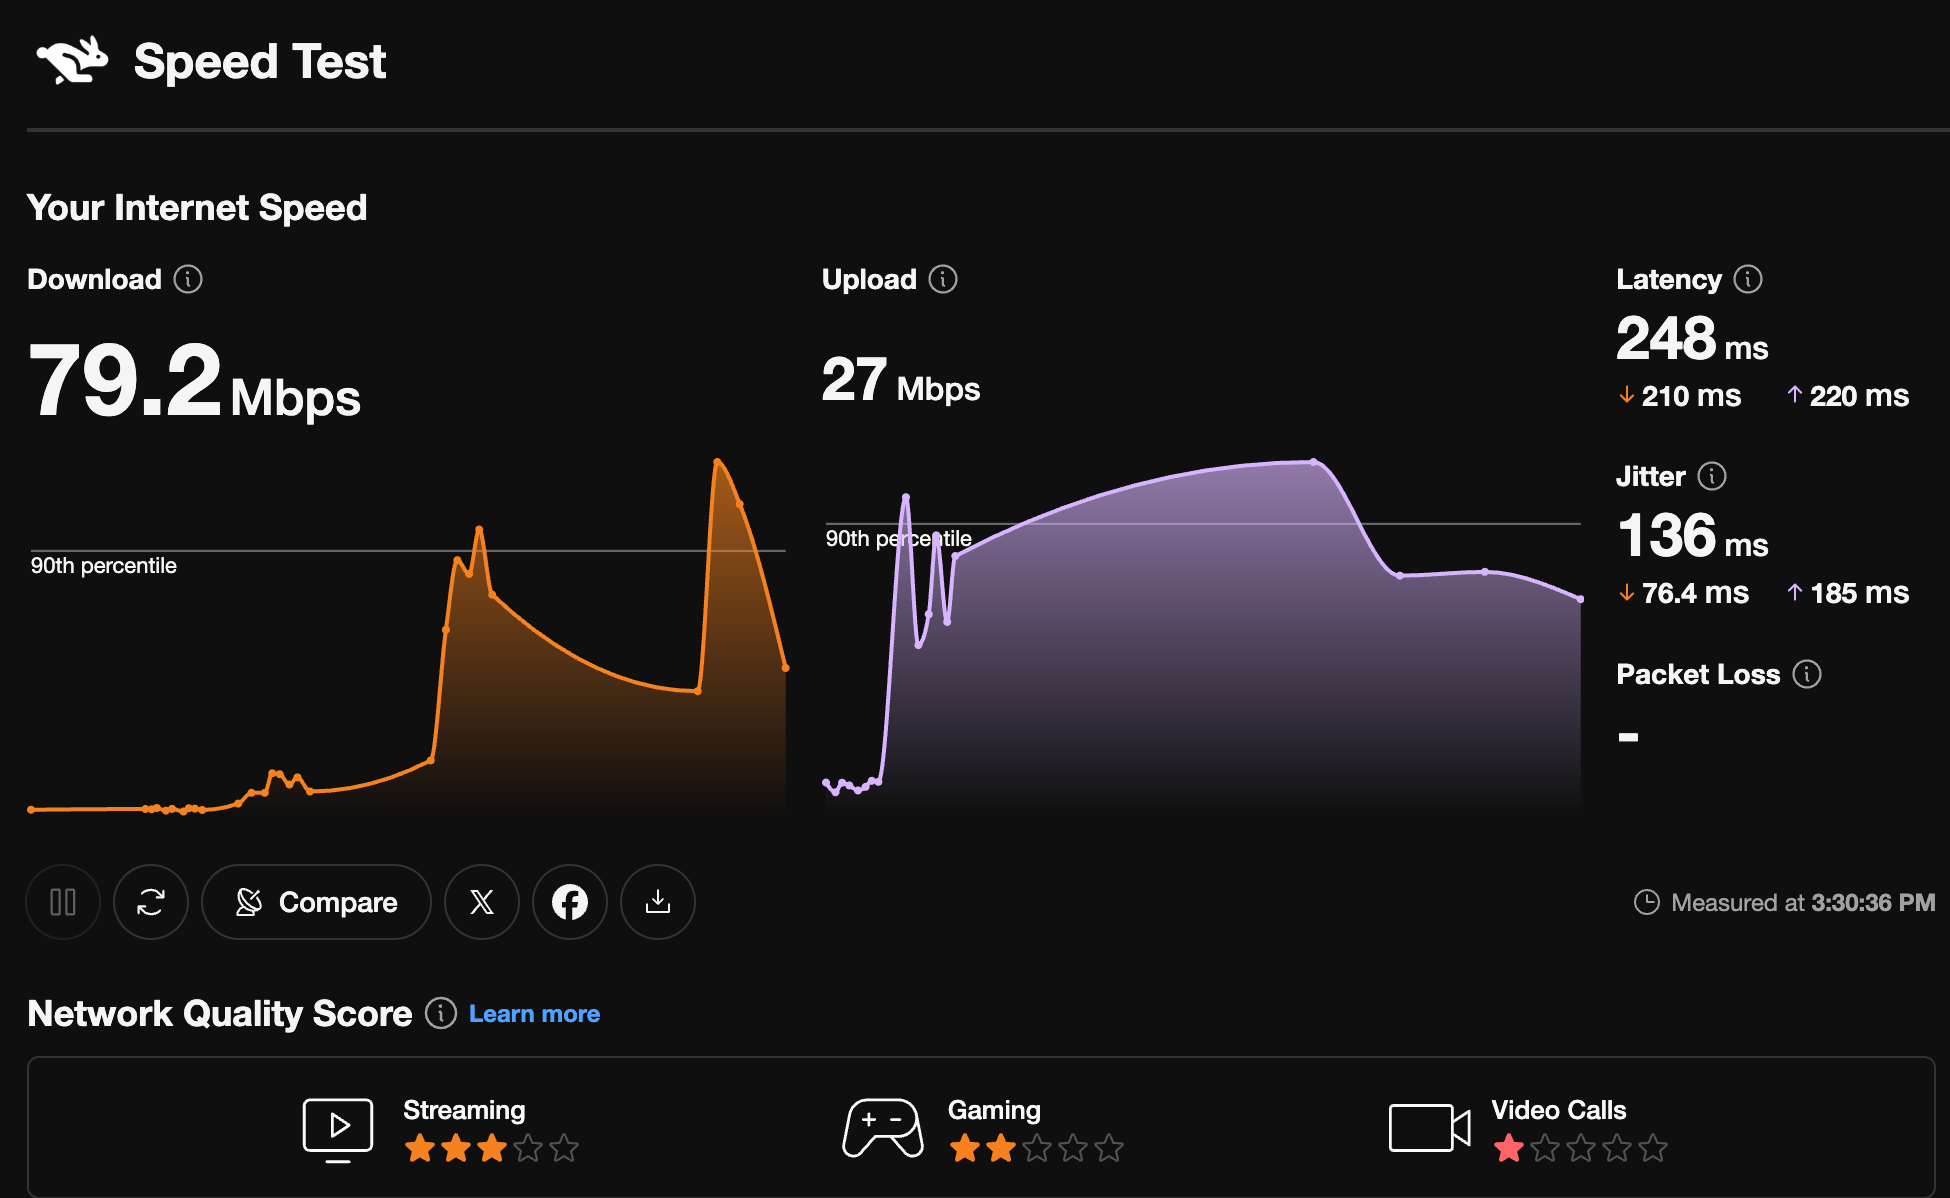 Speed Test
Your Internet Speed
Download
79.2 Mbps
90th percentile
Upload
27 Mbps
90th percentile
Latency
248 ms
↓ 210 ms ↑ 220 ms
Jitter
136 ms
↓ 76.4 ms ↑ 185 ms
Packet Loss
-
Compare
Measured at 3:30:36 PM
Network Quality Score Learn more
Streaming
Gaming
Video Calls